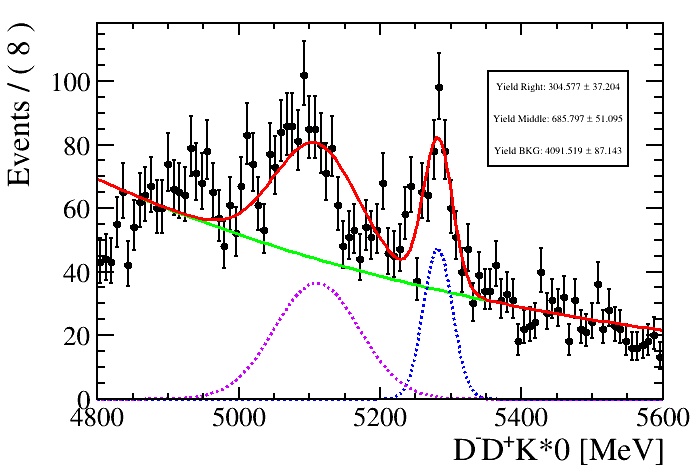 Events / ( 8 )
100
80
60
40
20
0
Yield Right: 304.577 ± 37.204
Yield Middle: 685.797 ± 51.095
Yield BKG: 4091.519 ± 87.143
4800 5000 5200 5400 5600
D⁻D⁺K*0 [MeV]